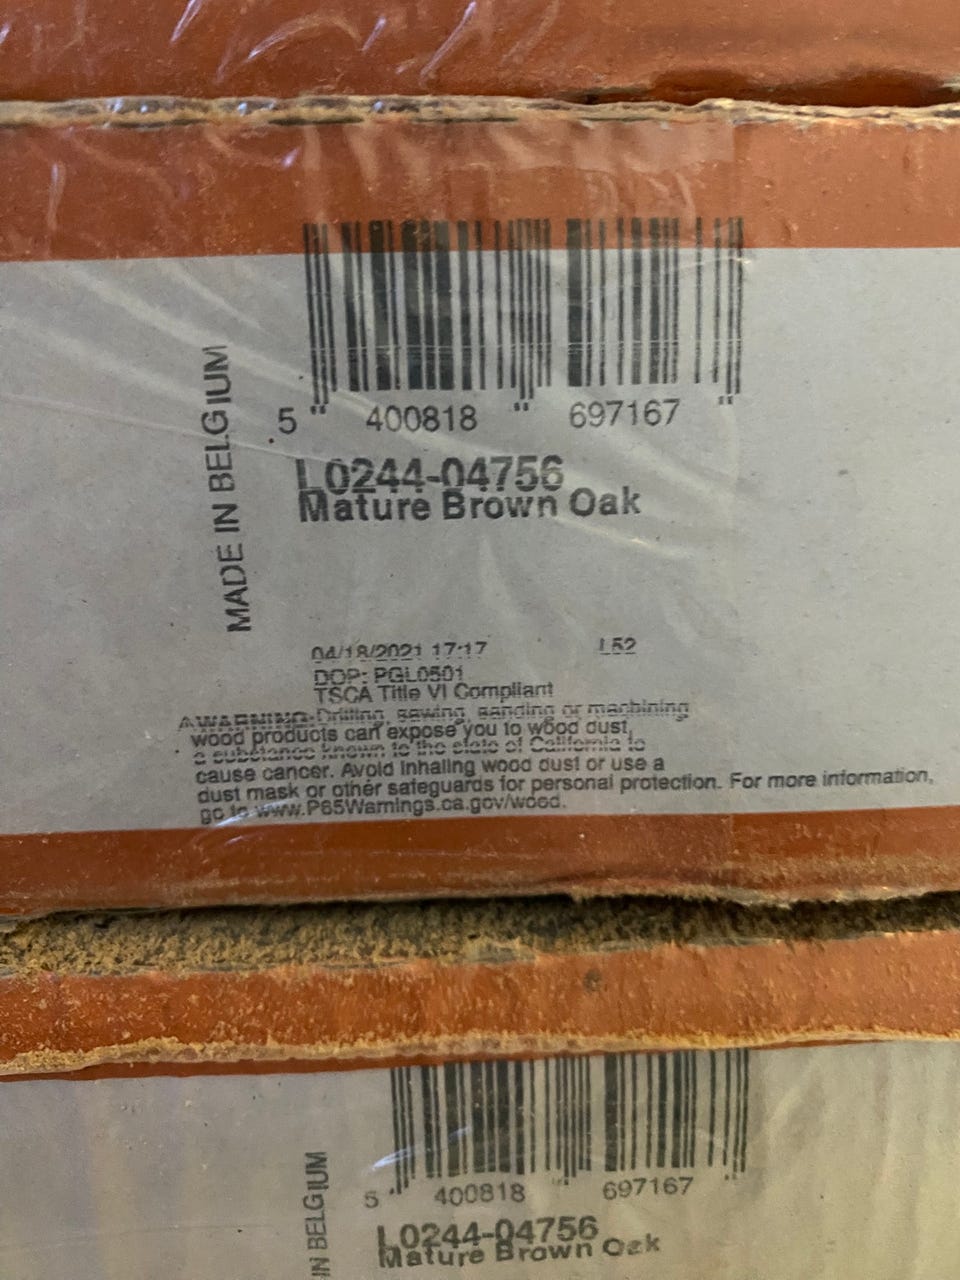 MADE IN BELGIUM
5 400818 697167
L0244-04756
Mature Brown Oak
04/18/2021 17:17 L52
DOP: PGL0501
TSCA Title VI Compliant
⚠WARNING: Drilling, sawing, sanding or machining
wood products can expose you to wood dust,
a substance known to the state of California to
cause cancer. Avoid inhaling wood dust or use a
dust mask or other safeguards for personal protection. For more information,
go to www.P65Warnings.ca.gov/wood.
IN BELGIUM
5 400818 697167
L0244-04756
Mature Brown Oak